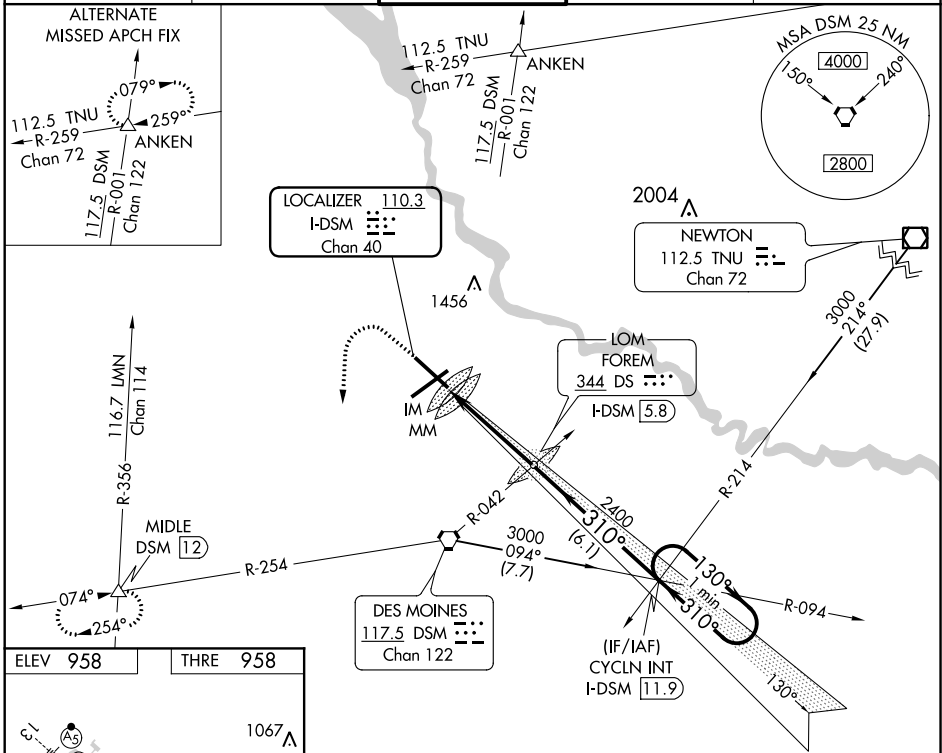 ALTERNATE
MISSED APCH FIX
079°
259°
112.5 TNU
R-259
Chan 72
ANKEN
117.5 DSM
R-001
Chan 122
112.5 TNU
R-259
Chan 72
ANKEN
117.5 DSM
R-001
Chan 122
MSA DSM 25 NM
4000
150°
240°
2800
LOCALIZER 110.3
I-DSM
Chan 40
2004
NEWTON
112.5 TNU
Chan 72
1456
3000
214°
(27.9)
LOM
FOREM
344 DS
I-DSM 5.8
IM
MM
116.7 LMN
Chan 114
R-356
R-214
R-042
2400
310°
(6.1)
MIDLE
DSM 12
R-254
3000
094°
(7.7)
130°
1 min
310°
R-094
074°
254°
DES MOINES
117.5 DSM
Chan 122
(IF/IAF)
CYCLN INT
I-DSM 11.9
130°
ELEV 958
THRE 958
13
A5
1067